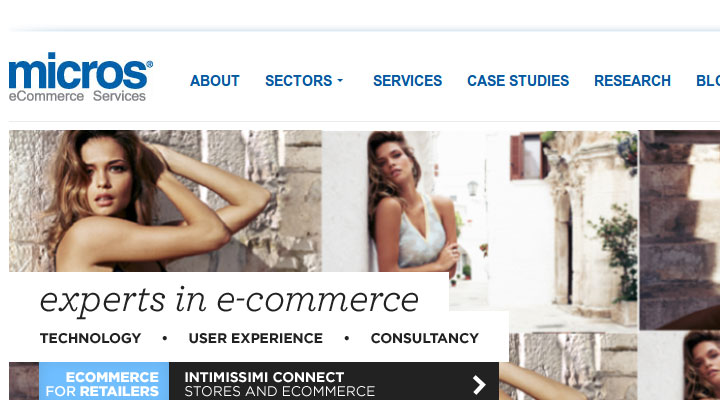 micros®
eCommerce Services
ABOUT SECTORS SERVICES CASE STUDIES RESEARCH
experts in e-commerce
TECHNOLOGY • USER EXPERIENCE • CONSULTANCY
ECOMMERCE
FOR RETAILERS
INTIMISSIMI CONNECT
STORES AND ECOMMERCE